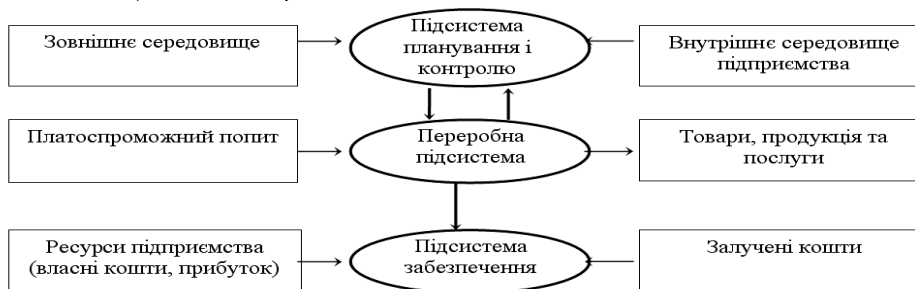 Зовнішнє середовище
Підсистема
планування і
контролю
Внутрішнє середовище
підприємства
Платоспроможний попит
Переробна
підсистема
Товари, продукція та
послуги
Ресурси підприємства
(власні кошти, прибуток)
Підсистема
забезпечення
Залучені кошти